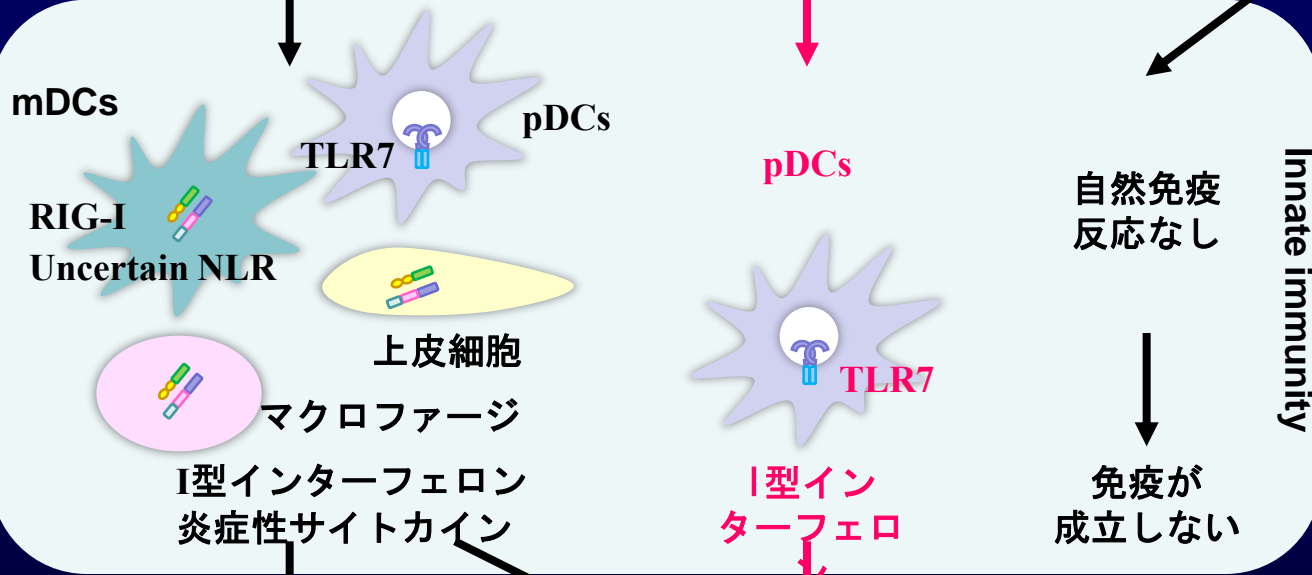 mDCs
pDCs
TLR7
RIG-I
Uncertain NLR
上皮細胞
マクロファージ
I型インターフェロン
炎症性サイトカイン
pDCs
TLR7
I型イン
ターフェロ
ン
自然免疫
反応なし
免疫が
成立しない
Innate immunity